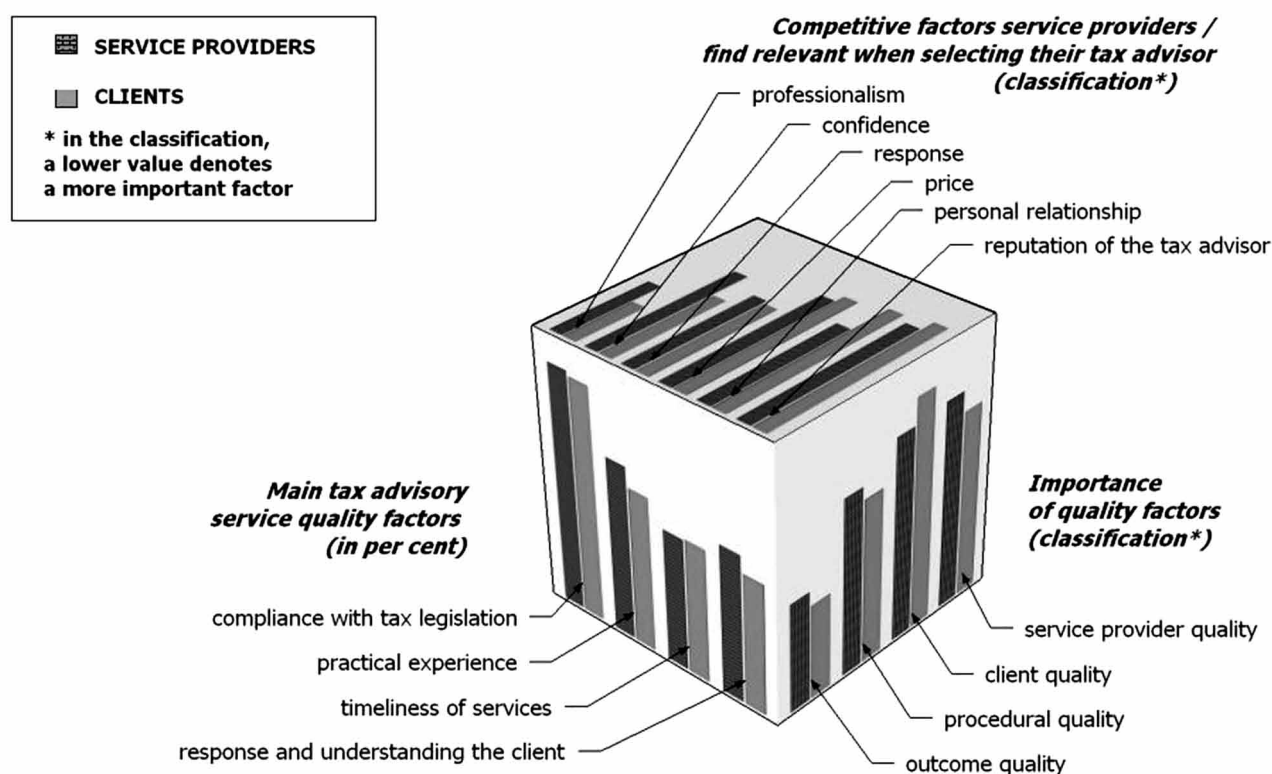 SERVICE PROVIDERS
CLIENTS
* in the classification,
a lower value denotes
a more important factor
Competitive factors service providers /
find relevant when selecting their tax advisor
(classification*)
professionalism
confidence
response
price
personal relationship
reputation of the tax advisor
Main tax advisory
service quality factors
(in per cent)
compliance with tax legislation
practical experience
timeliness of services
response and understanding the client
Importance
of quality factors
(classification*)
service provider quality
client quality
procedural quality
outcome quality